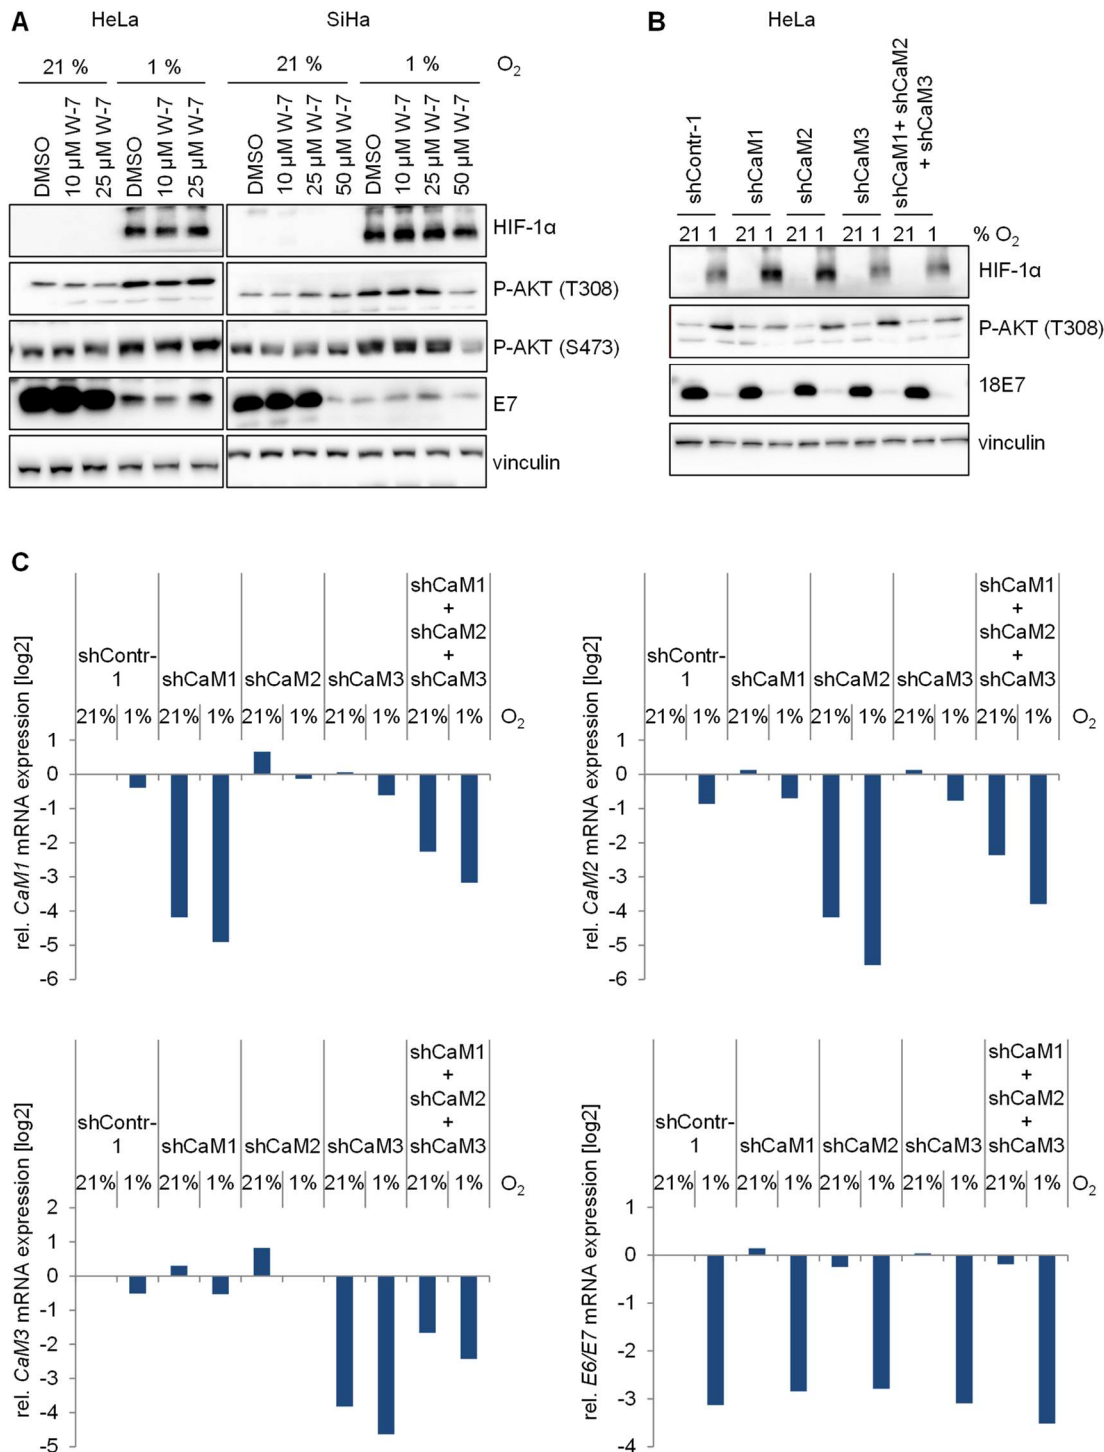 A
HeLa
SiHa
21 %
1 %
21 %
1 %
O2
DMSO
10 µM W-7
25 µM W-7
DMSO
10 µM W-7
25 µM W-7
DMSO
10 µM W-7
25 µM W-7
50 µM W-7
DMSO
10 µM W-7
25 µM W-7
50 µM W-7
HIF-1α
P-AKT (T308)
P-AKT (S473)
E7
vinculin
B
HeLa
shContr-1
shCaM1
shCaM2
shCaM3
shCaM1+ shCaM2
+ shCaM3
21 1 21 1 21 1 21 1 21 1 % O2
HIF-1α
P-AKT (T308)
18E7
vinculin
C
rel. CaM1 mRNA expression [log2]
shContr-
1
shCaM1
shCaM2
shCaM3
shCaM1
+
shCaM2
+
shCaM3
21% 1% 21% 1% 21% 1% 21% 1% 21% 1% O2
1
0
-1
-2
-3
-4
-5
-6
rel. CaM2 mRNA expression [log2]
shContr-
1
shCaM1
shCaM2
shCaM3
shCaM1
+
shCaM2
+
shCaM3
21% 1% 21% 1% 21% 1% 21% 1% 21% 1% O2
1
0
-1
-2
-3
-4
-5
-6
rel. CaM3 mRNA expression [log2]
shContr-
1
shCaM1
shCaM2
shCaM3
shCaM1
+
shCaM2
+
shCaM3
21% 1% 21% 1% 21% 1% 21% 1% 21% 1% O2
2
1
0
-1
-2
-3
-4
-5
rel. E6/E7 mRNA expression [log2]
shContr-
1
shCaM1
shCaM2
shCaM3
shCaM1
+
shCaM2
+
shCaM3
21% 1% 21% 1% 21% 1% 21% 1% 21% 1% O2
1
0
-1
-2
-3
-4